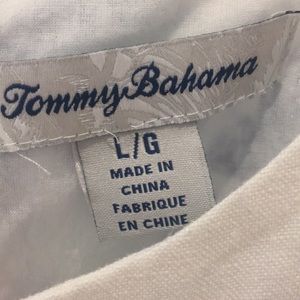 Tommy Bahama
L/G
MADE IN
CHINA
FABRIQUE
EN CHINE